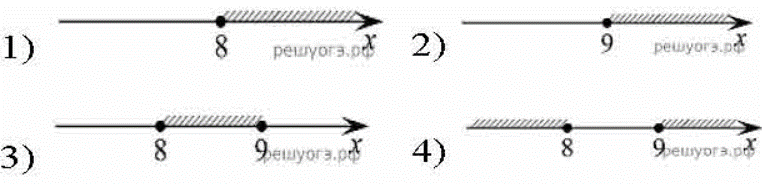 1) 8 x решуогэ.рф
2) 9 x решуогэ.рф
3) 8 9 x решуогэ.рф
4) 8 9 x решуогэ.рф